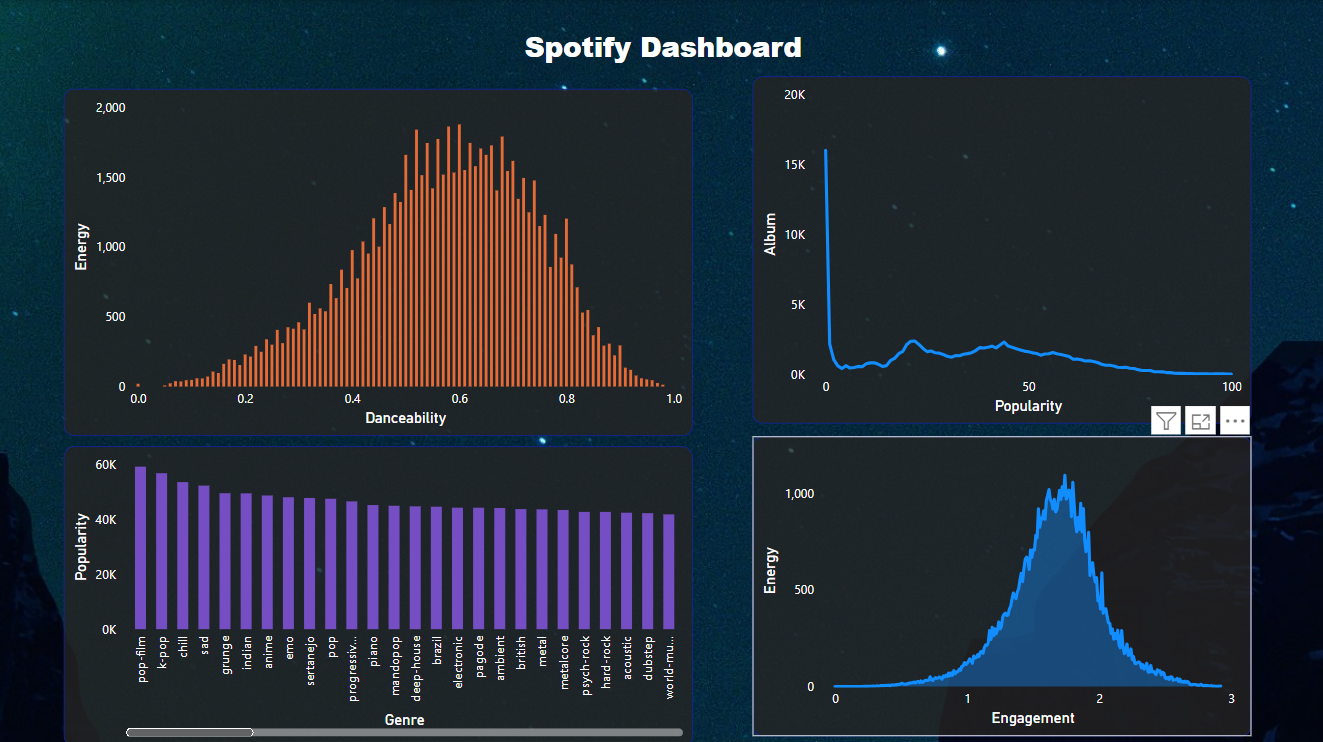 Spotify Dashboard
2,000
1,500
1,000
500
0
Energy
0.0 0.2 0.4 0.6 0.8 1.0
Danceability
20K
15K
10K
5K
0K
Album
0 50 100
Popularity
60K
40K
20K
0K
Popularity
pop-film k-pop chill sad grunge indian anime emo sertanejo pop progressiv... piano mandopop deep-house brazil electronic pagode ambient british metal metalcore psych-rock hard-rock acoustic dubstep world-mu...
Genre
1,000
500
0
Energy
0 1 2 3
Engagement